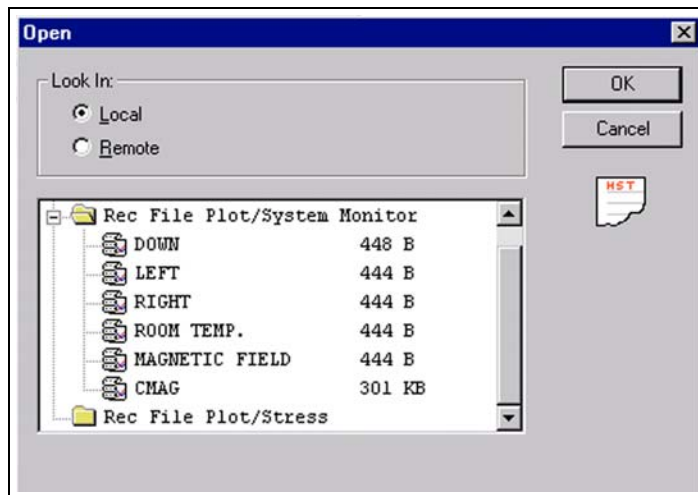 Open
Look In:
Local
Remote
OK
Cancel
HST
Rec File Plot/System Monitor
DOWN 448 B
LEFT 444 B
RIGHT 444 B
ROOM TEMP. 444 B
MAGNETIC FIELD 444 B
CMAG 301 KB
Rec File Plot/Stress